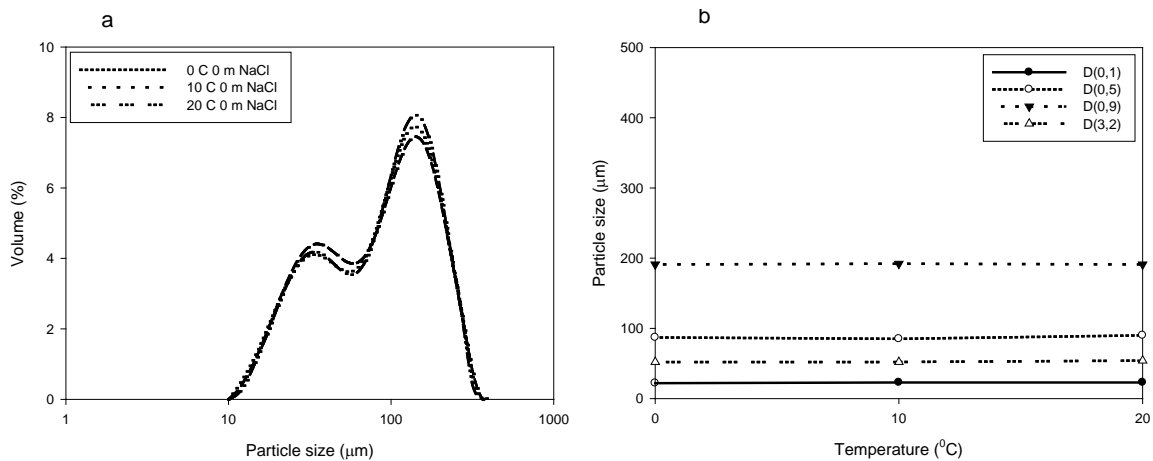 a
Volume (%)
10
8
6
4
2
0
0 C 0 m NaCl
10 C 0 m NaCl
20 C 0 m NaCl
1 10 100 1000
Particle size (μm)
b
Particle size (μm)
500
400
300
200
100
0
D(0,1)
D(0,5)
D(0,9)
D(3,2)
0 10 20
Temperature (⁰C)